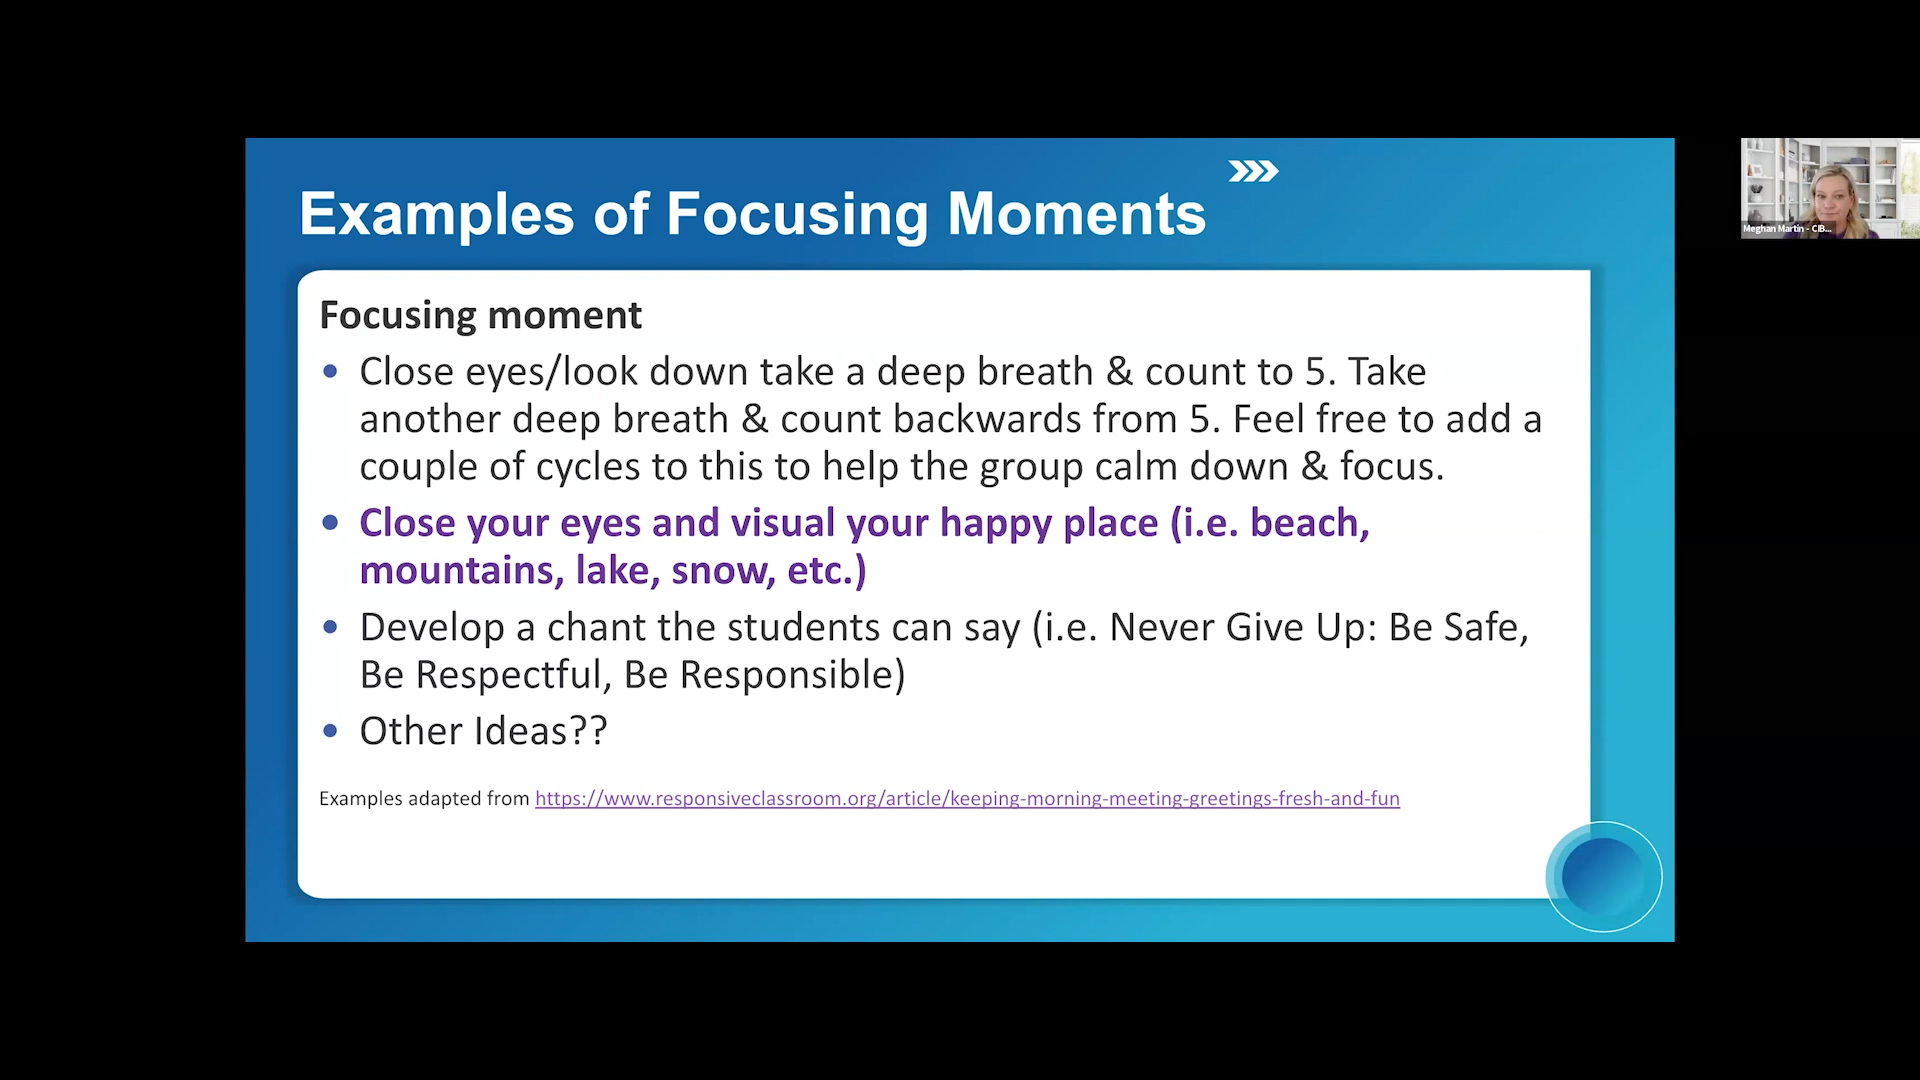 Examples of Focusing Moments
Focusing moment
• Close eyes/look down take a deep breath & count to 5. Take
another deep breath & count backwards from 5. Feel free to add a
couple of cycles to this to help the group calm down & focus.
• Close your eyes and visual your happy place (i.e. beach,
mountains, lake, snow, etc.)
• Develop a chant the students can say (i.e. Never Give Up: Be Safe,
Be Respectful, Be Responsible)
• Other Ideas??
Examples adapted from https://www.responsiveclassroom.org/article/keeping-morning-meeting-greetings-fresh-and-fun
Meghan Martin - CIB...